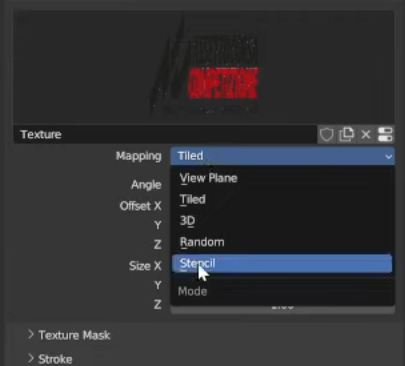 Texture
Mapping
Tiled
View Plane
Angle
Tiled
Offset X
3D
Y
Random
Z
Stencil
Size X
Mode
Y
Z
Texture Mask
Stroke